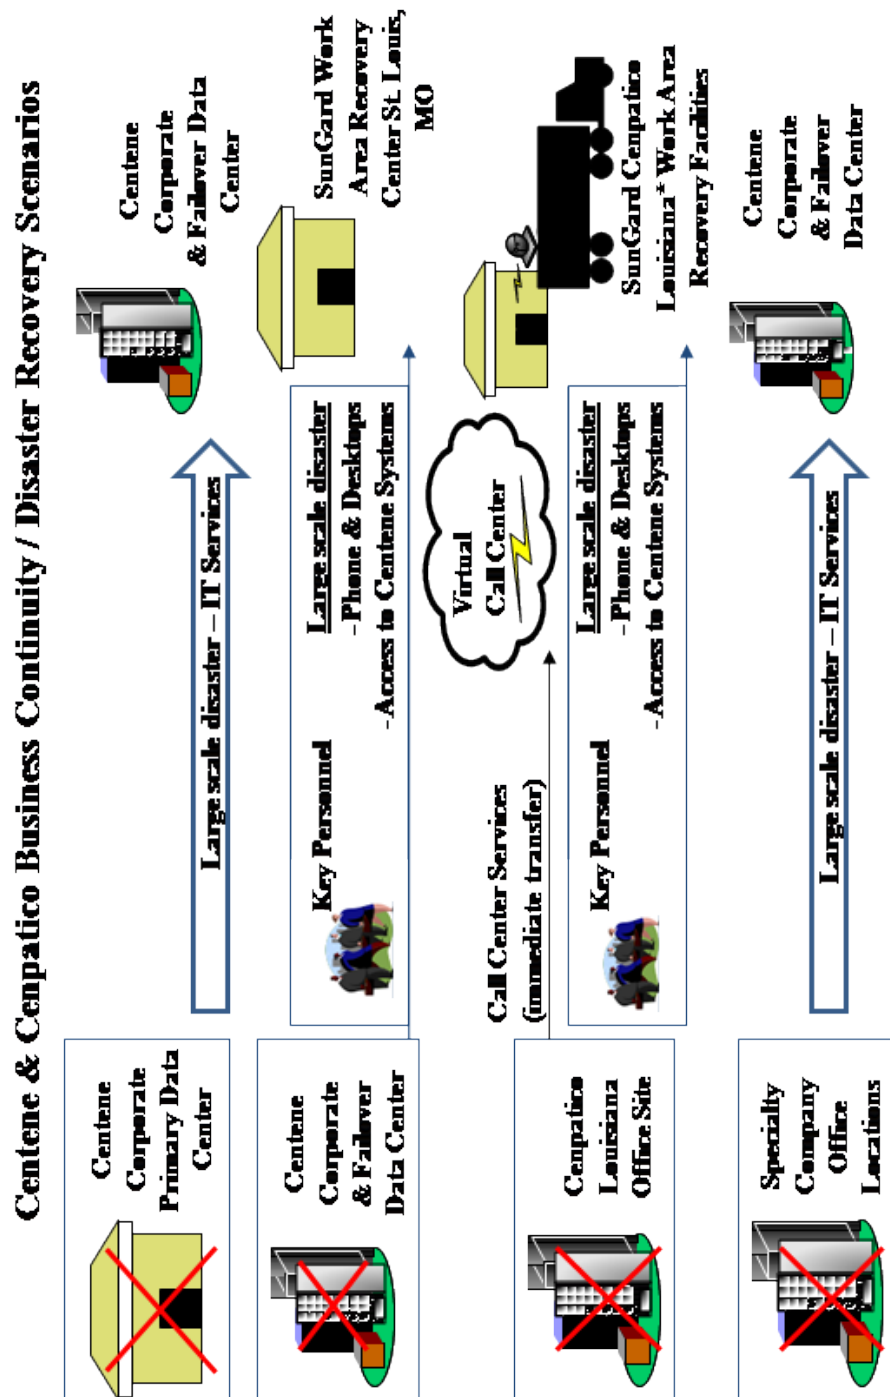 Centene & Cenpatico Business Continuity / Disaster Recovery Scenarios
Centene
Corporate
Primary Data
Center
Large scale disaster – IT Services
Centene
Corporate
& Failover Data
Center
Centene
Corporate
& Failover
Data Center
Key Personnel
Large scale disaster
-Phone & Desktops
-Access to Centene Systems
SunGard Work
Area Recovery
Center St. Louis,
MO
Cenpatico
Louisiana
Office Site
Call Center Services
(immediate transfer)
Virtual
Call Center
Key Personnel
Large scale disaster
-Phone & Desktops
-Access to Centene Systems
SunGard Cenpatico
Louisiana* Work Area
Recovery Facilities
Specialty
Company
Office
Locations
Large scale disaster – IT Services
Centene
Corporate
& Failover
Data Center